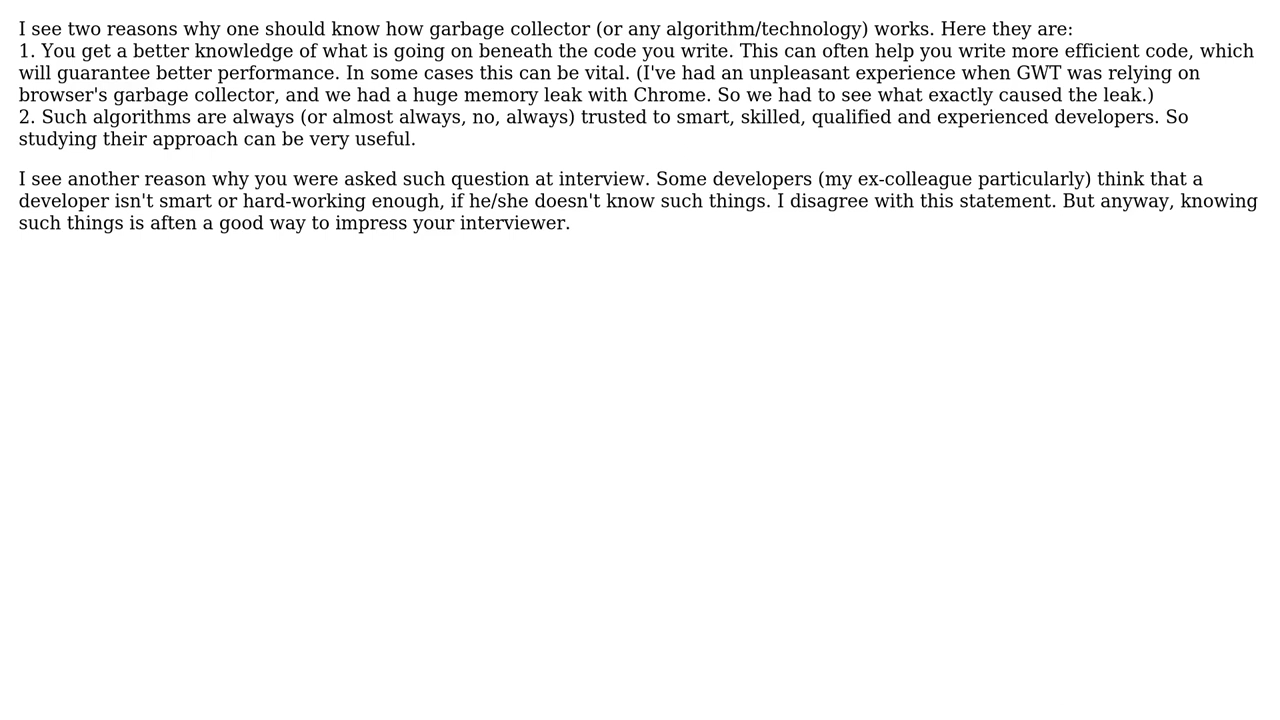 I see two reasons why one should know how garbage collector (or any algorithm/technology) works. Here they are:
1. You get a better knowledge of what is going on beneath the code you write. This can often help you write more efficient code, which
will guarantee better performance. In some cases this can be vital. (I've had an unpleasant experience when GWT was relying on
browser's garbage collector, and we had a huge memory leak with Chrome. So we had to see what exactly caused the leak.)
2. Such algorithms are always (or almost always, no, always) trusted to smart, skilled, qualified and experienced developers. So
studying their approach can be very useful.
I see another reason why you were asked such question at interview. Some developers (my ex-colleague particularly) think that a
developer isn't smart or hard-working enough, if he/she doesn't know such things. I disagree with this statement. But anyway, knowing
such things is aften a good way to impress your interviewer.